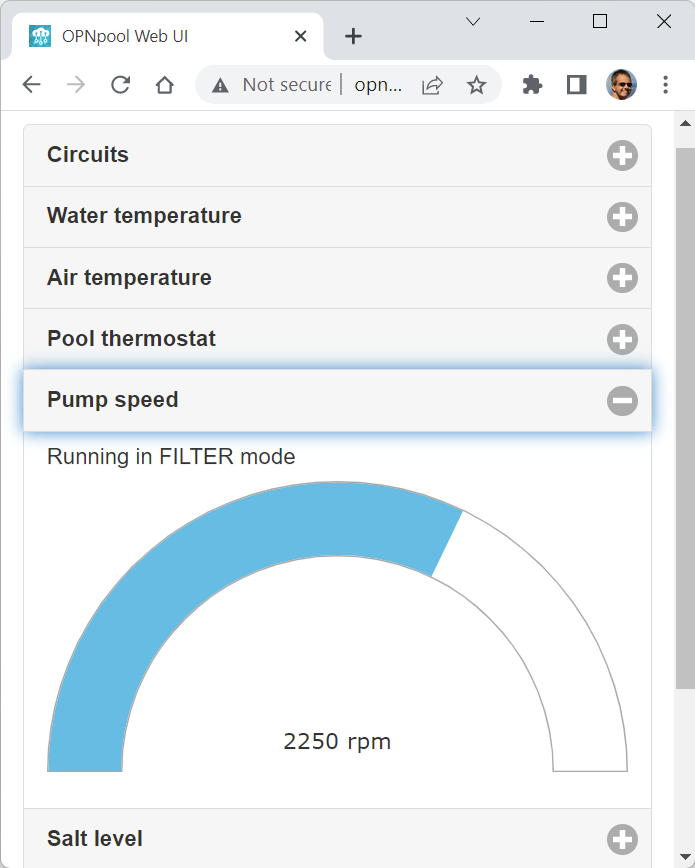 OPNpool Web UI
Not secure opn...
Circuits
Water temperature
Air temperature
Pool thermostat
Pump speed
Running in FILTER mode
2250 rpm
Salt level